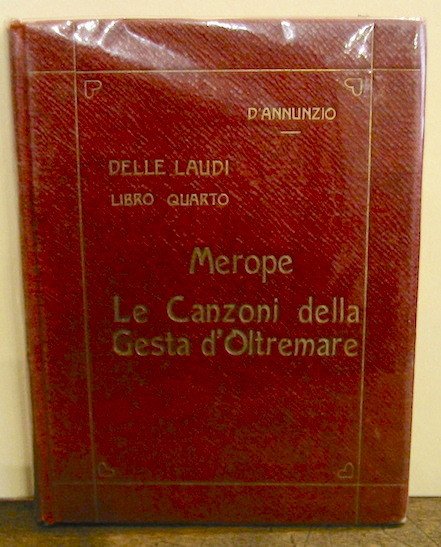 D'ANNUNZIO
DELLE LAUDI
LIBRO QUARTO
Merope
Le Canzoni della
Gesta d'Oltremare